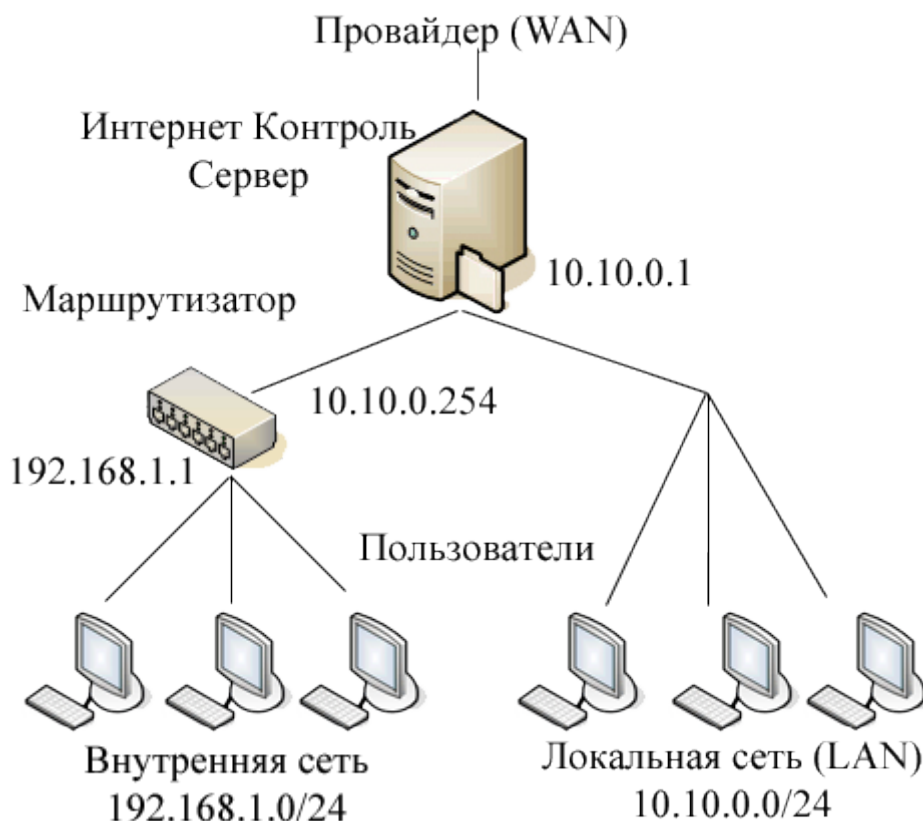 Провайдер (WAN)
Интернет Контроль
Сервер
10.10.0.1
Маршрутизатор
10.10.0.254
192.168.1.1
Пользователи
Внутренняя сеть
192.168.1.0/24
Локальная сеть (LAN)
10.10.0.0/24